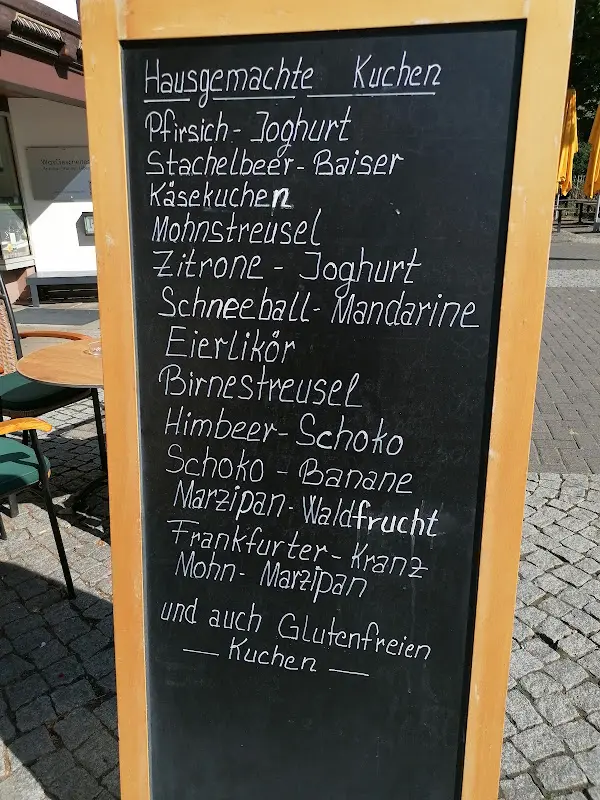 Hausgemachte Kuchen
Pfirsich - Joghurt
Stachelbeer - Baiser
Käsekuchen
Mohnstreusel
Zitrone - Joghurt
Schneeball - Mandarine
Eierlikör
Birnestreusel
Himbeer - Schoko
Schoko - Banane
Marzipan - Waldfrucht
Frankfurter - Kranz
Mohn - Marzipan
und auch Glutenfreien
— Kuchen —